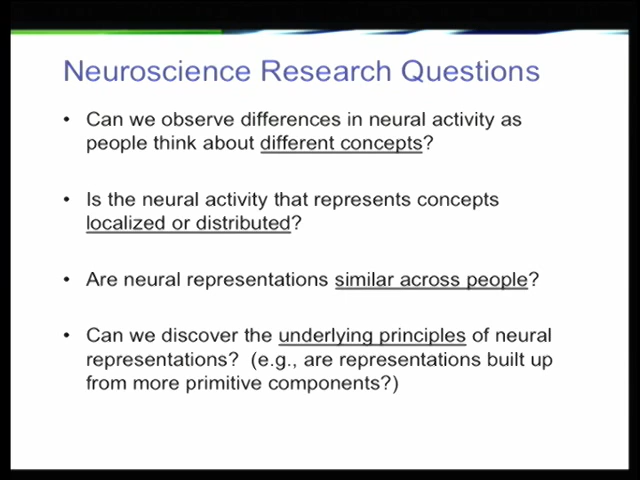 Neuroscience Research Questions
• Can we observe differences in neural activity as
people think about different concepts?
• Is the neural activity that represents concepts
localized or distributed?
• Are neural representations similar across people?
• Can we discover the underlying principles of neural
representations?  (e.g., are representations built up
from more primitive components?)